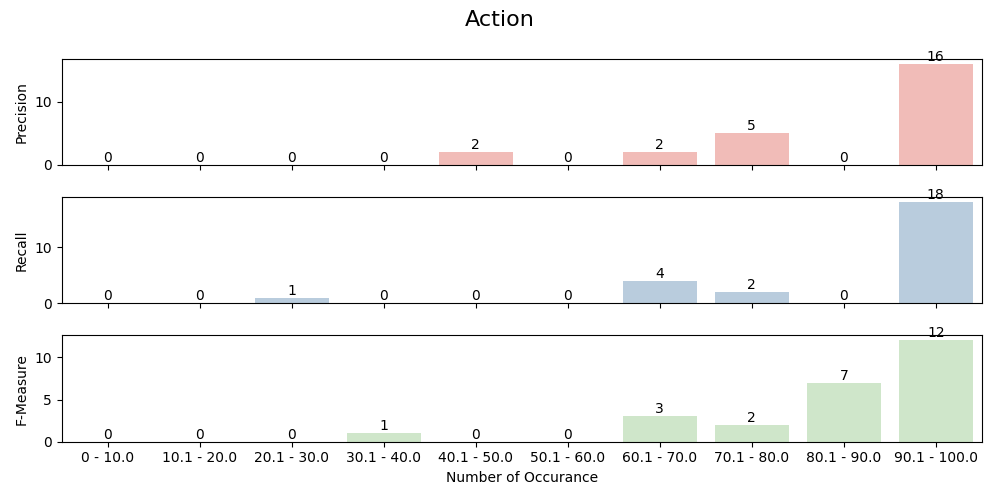 Action
Precision
10
0
0 0 0 0 2 0 2 5 0 16
Recall
10
0
0 0 1 0 0 0 4 2 0 18
F-Measure
10
5
0
0 0 0 1 0 0 3 2 7 12
0 - 10.0 10.1 - 20.0 20.1 - 30.0 30.1 - 40.0 40.1 - 50.0 50.1 - 60.0 60.1 - 70.0 70.1 - 80.0 80.1 - 90.0 90.1 - 100.0
Number of Occurance